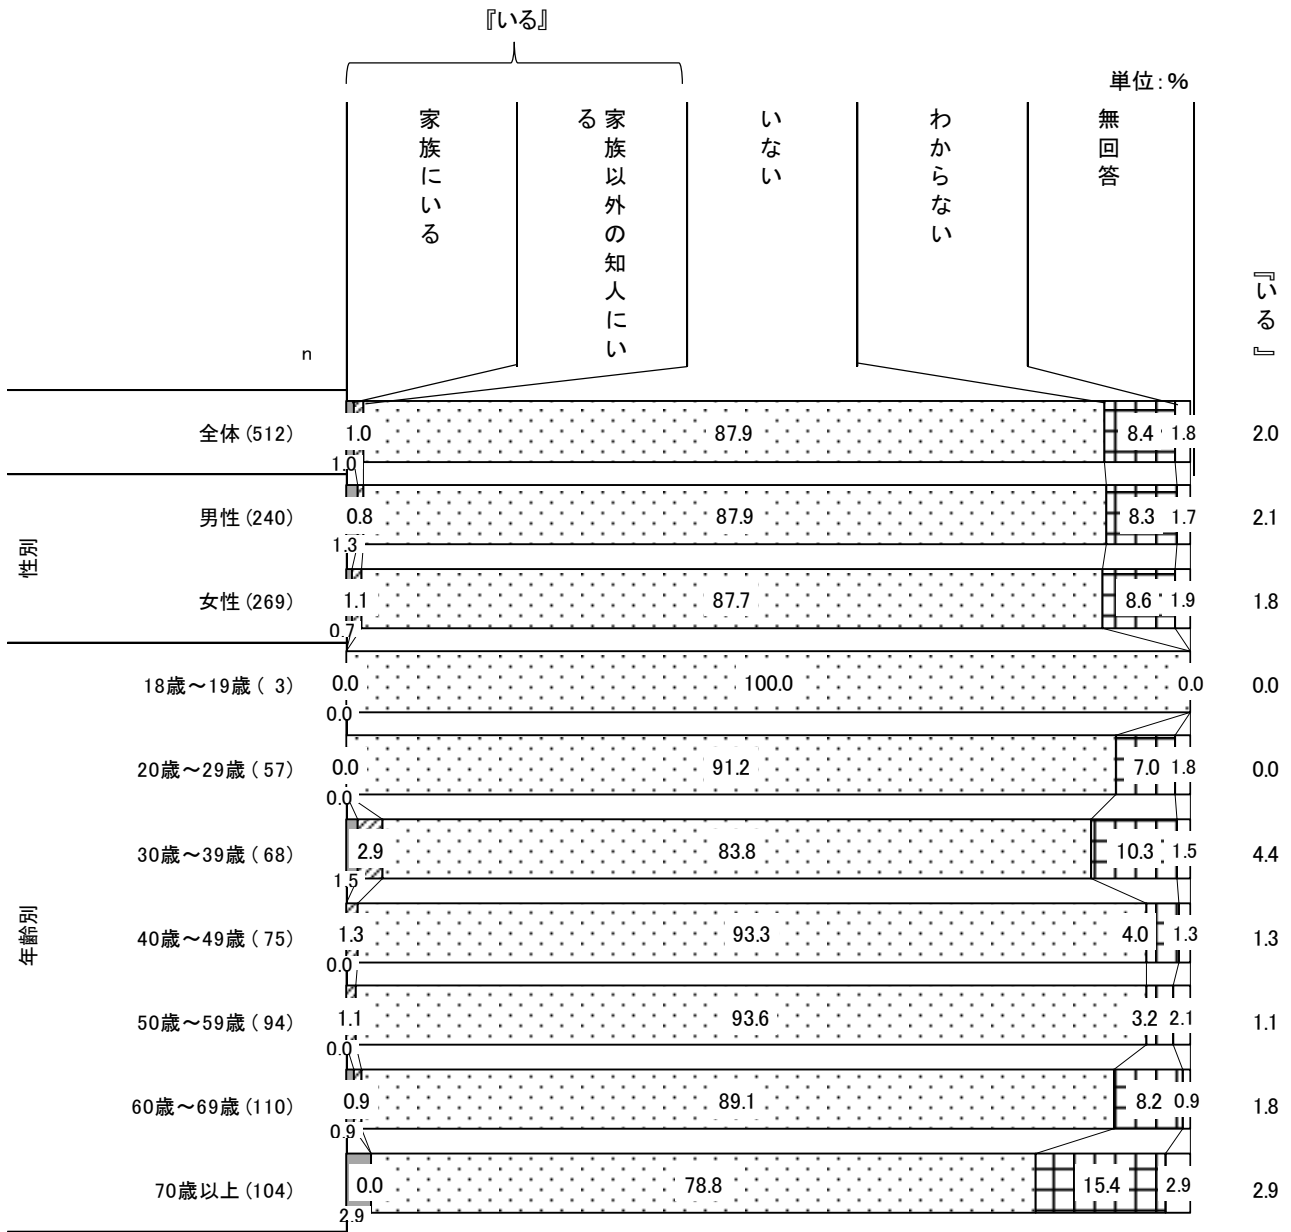 『いる』
単位：％
家族にいる
家族以外の知人にいる
いない
わからない
無回答
『いる』
n
全体（512） 1.0 1.0 87.9 8.4 1.8 2.0
性別
男性（240） 1.3 0.8 87.9 8.3 1.7 2.1
女性（269） 0.7 1.1 87.7 8.6 1.9 1.8
年齢別
18歳～19歳（ 3） 0.0 0.0 100.0 0.0 0.0
20歳～29歳（ 57） 0.0 0.0 91.2 7.0 1.8 0.0
30歳～39歳（ 68） 1.5 2.9 83.8 10.3 1.5 4.4
40歳～49歳（ 75） 0.0 1.3 93.3 4.0 1.3 1.3
50歳～59歳（ 94） 0.0 1.1 93.6 3.2 2.1 1.1
60歳～69歳（110） 0.9 0.9 89.1 8.2 0.9 1.8
70歳以上（104） 2.9 0.0 78.8 15.4 2.9 2.9